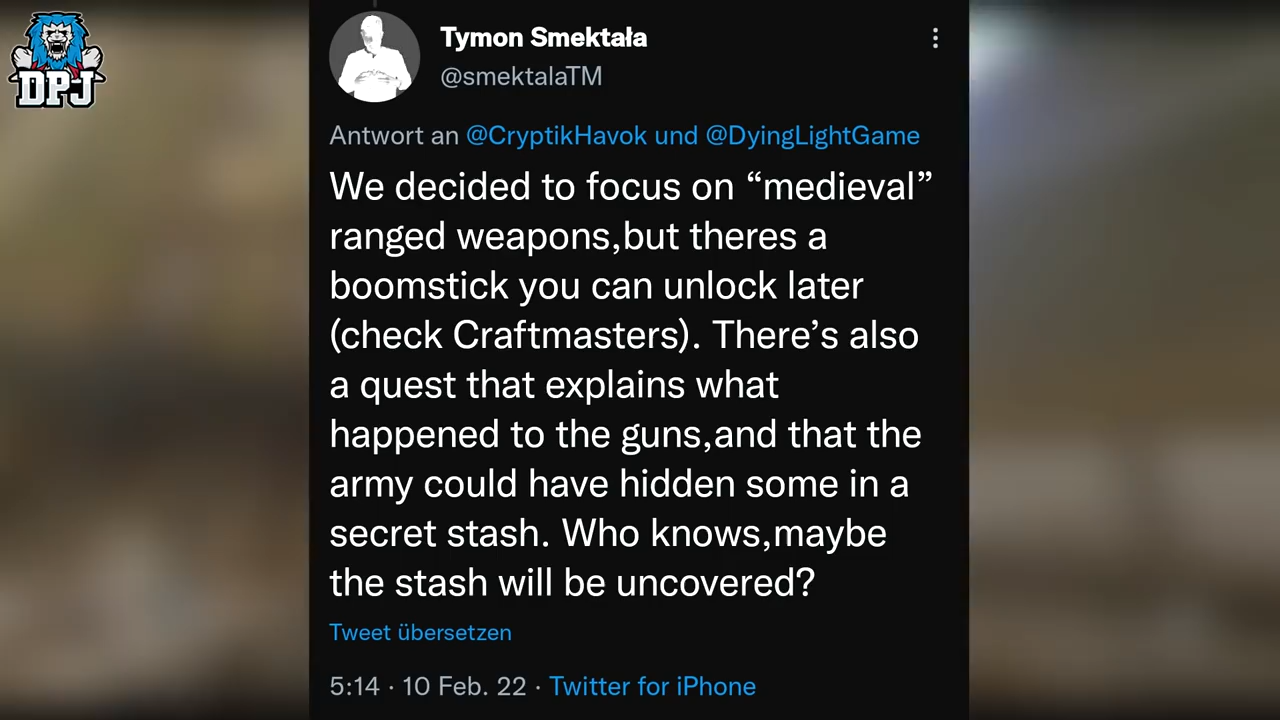 DPJ
Tymon Smektała
@smektalaTM
Antwort an @CryptikHavok und @DyingLightGame
We decided to focus on “medieval”
ranged weapons,but theres a
boomstick you can unlock later
(check Craftmasters). There’s also
a quest that explains what
happened to the guns,and that the
army could have hidden some in a
secret stash. Who knows,maybe
the stash will be uncovered?
Tweet übersetzen
5:14 · 10 Feb. 22 · Twitter for iPhone